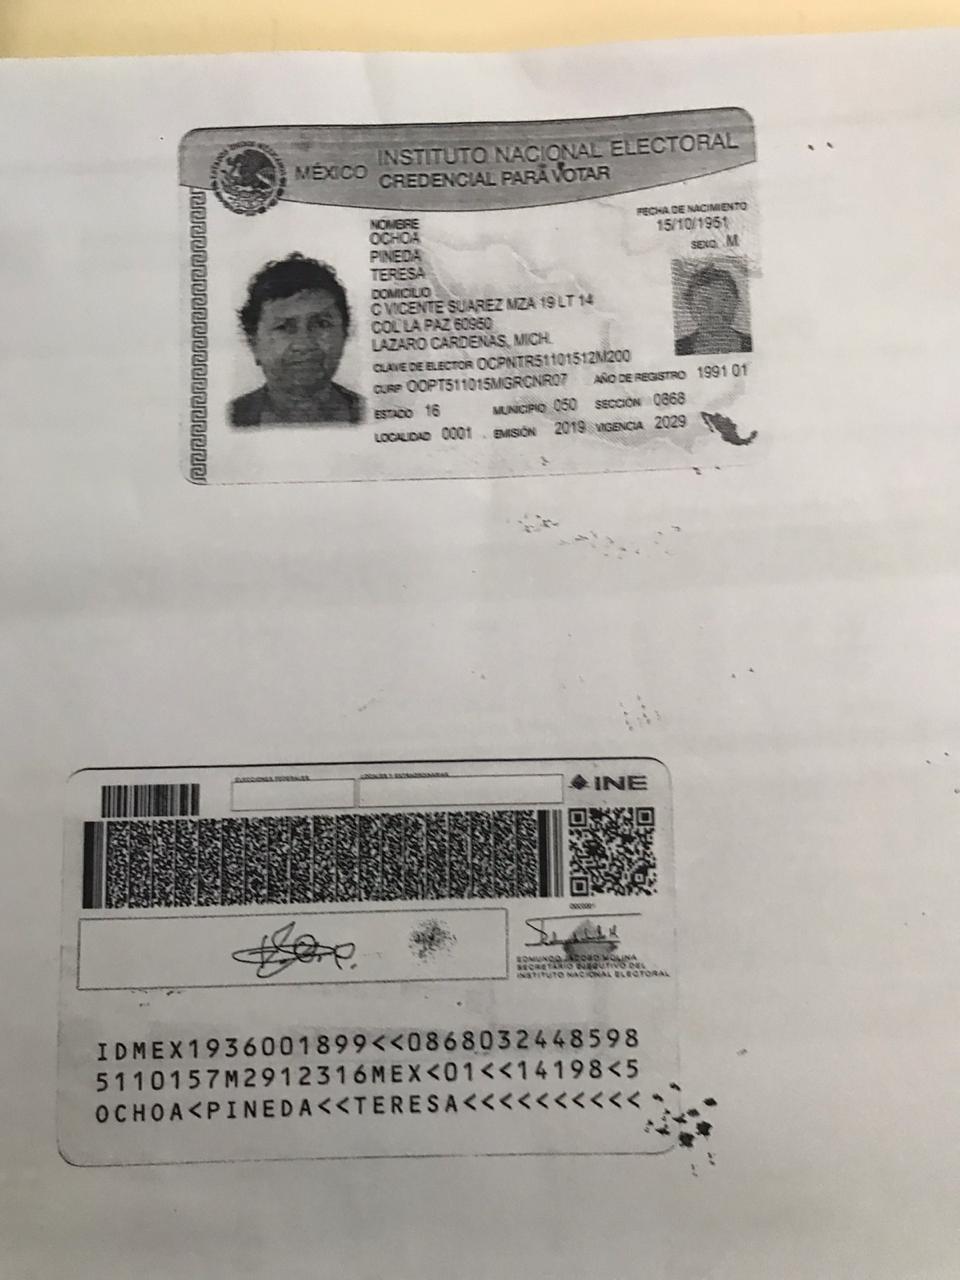 MÉXICO INSTITUTO NACIONAL ELECTORAL
CREDENCIAL PARA VOTAR
NOMBRE
OCHOA
PINEDA
TERESA
FECHA DE NACIMIENTO
15/10/1951
SEXO M
DOMICILIO
C VICENTE SUAREZ MZA 19 LT 14
COL LA PAZ 60950
LAZARO CARDENAS, MICH.
CLAVE DE ELECTOR OCPNTR51101512M200
CURP OOPT511015MGRCNR07 AÑO DE REGISTRO 1991 01
ESTADO 16 MUNICIPIO 050 SECCIÓN 0868
LOCALIDAD 0001 EMISIÓN 2019 VIGENCIA 2029
ELECCIONES FEDERALES LOCALES Y EXTRAORDINARIAS
INE
EDMUNDO JACOBO MOLINA
SECRETARIO EJECUTIVO DEL
INSTITUTO NACIONAL ELECTORAL
IDMEX1936001899<<0868032448598
5110157M2912316MEX<01<<14198<5
OCHOA<PINEDA<<TERESA<<<<<<<<<<